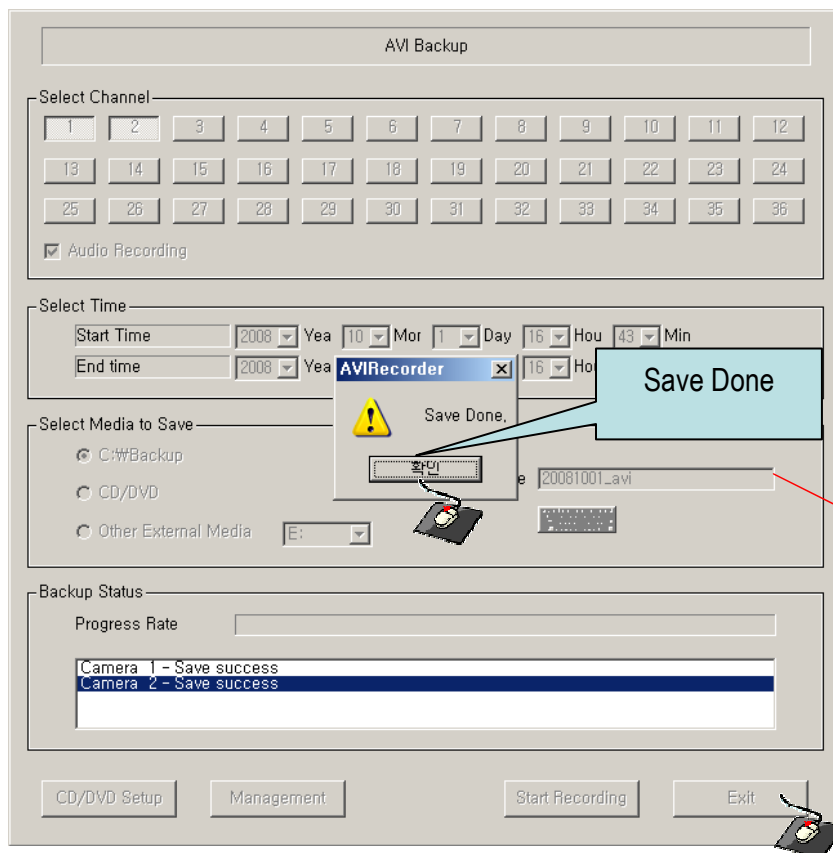 AVI Backup
Select Channel
1 2 3 4 5 6 7 8 9 10 11 12
13 14 15 16 17 18 19 20 21 22 23 24
25 26 27 28 29 30 31 32 33 34 35 36
Audio Recording
Select Time
Start Time 2008 Yea 10 Mor 1 Day 16 Hou 43 Min
End time 2008 Yea 16 Hou
AVIRecorder
Save Done.
확인
Save Done
Select Media to Save
C:₩Backup
CD/DVD
Other External Media E:
e 20081001_avi
Backup Status
Progress Rate
Camera 1 - Save success
Camera 2 - Save success
CD/DVD Setup Management Start Recording Exit